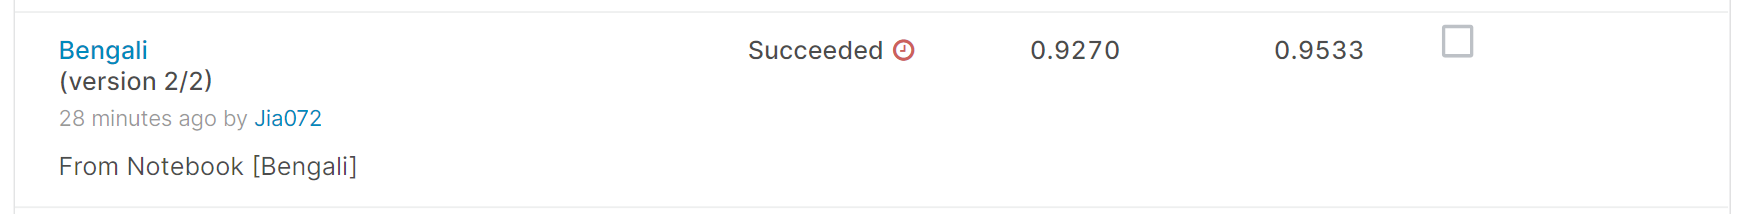 Bengali Succeeded 0.9270 0.9533
(version 2/2)
28 minutes ago by Jia072
From Notebook [Bengali]